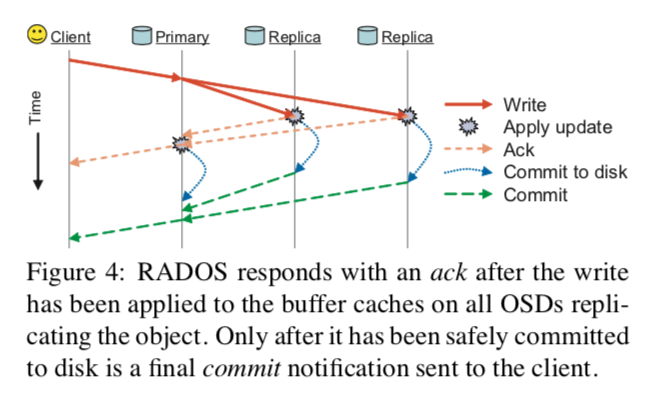 Client Primary Replica Replica
Time
Write
Apply update
Ack
Commit to disk
Commit
Figure 4: RADOS responds with an ack after the write
has been applied to the buffer caches on all OSDs repli-
cating the object. Only after it has been safely committed
to disk is a final commit notification sent to the client.